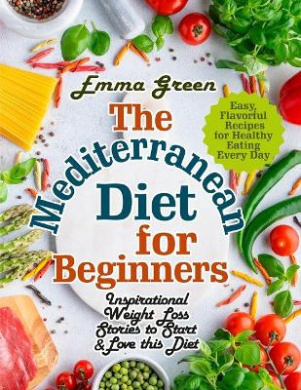 Emma Green
The
Mediterranean
Diet
for
Beginners
Easy,
Flavorful
Recipes
for Healthy
Eating
Every Day
Inspirational
Weight Loss
Stories to Start
&Love this Diet